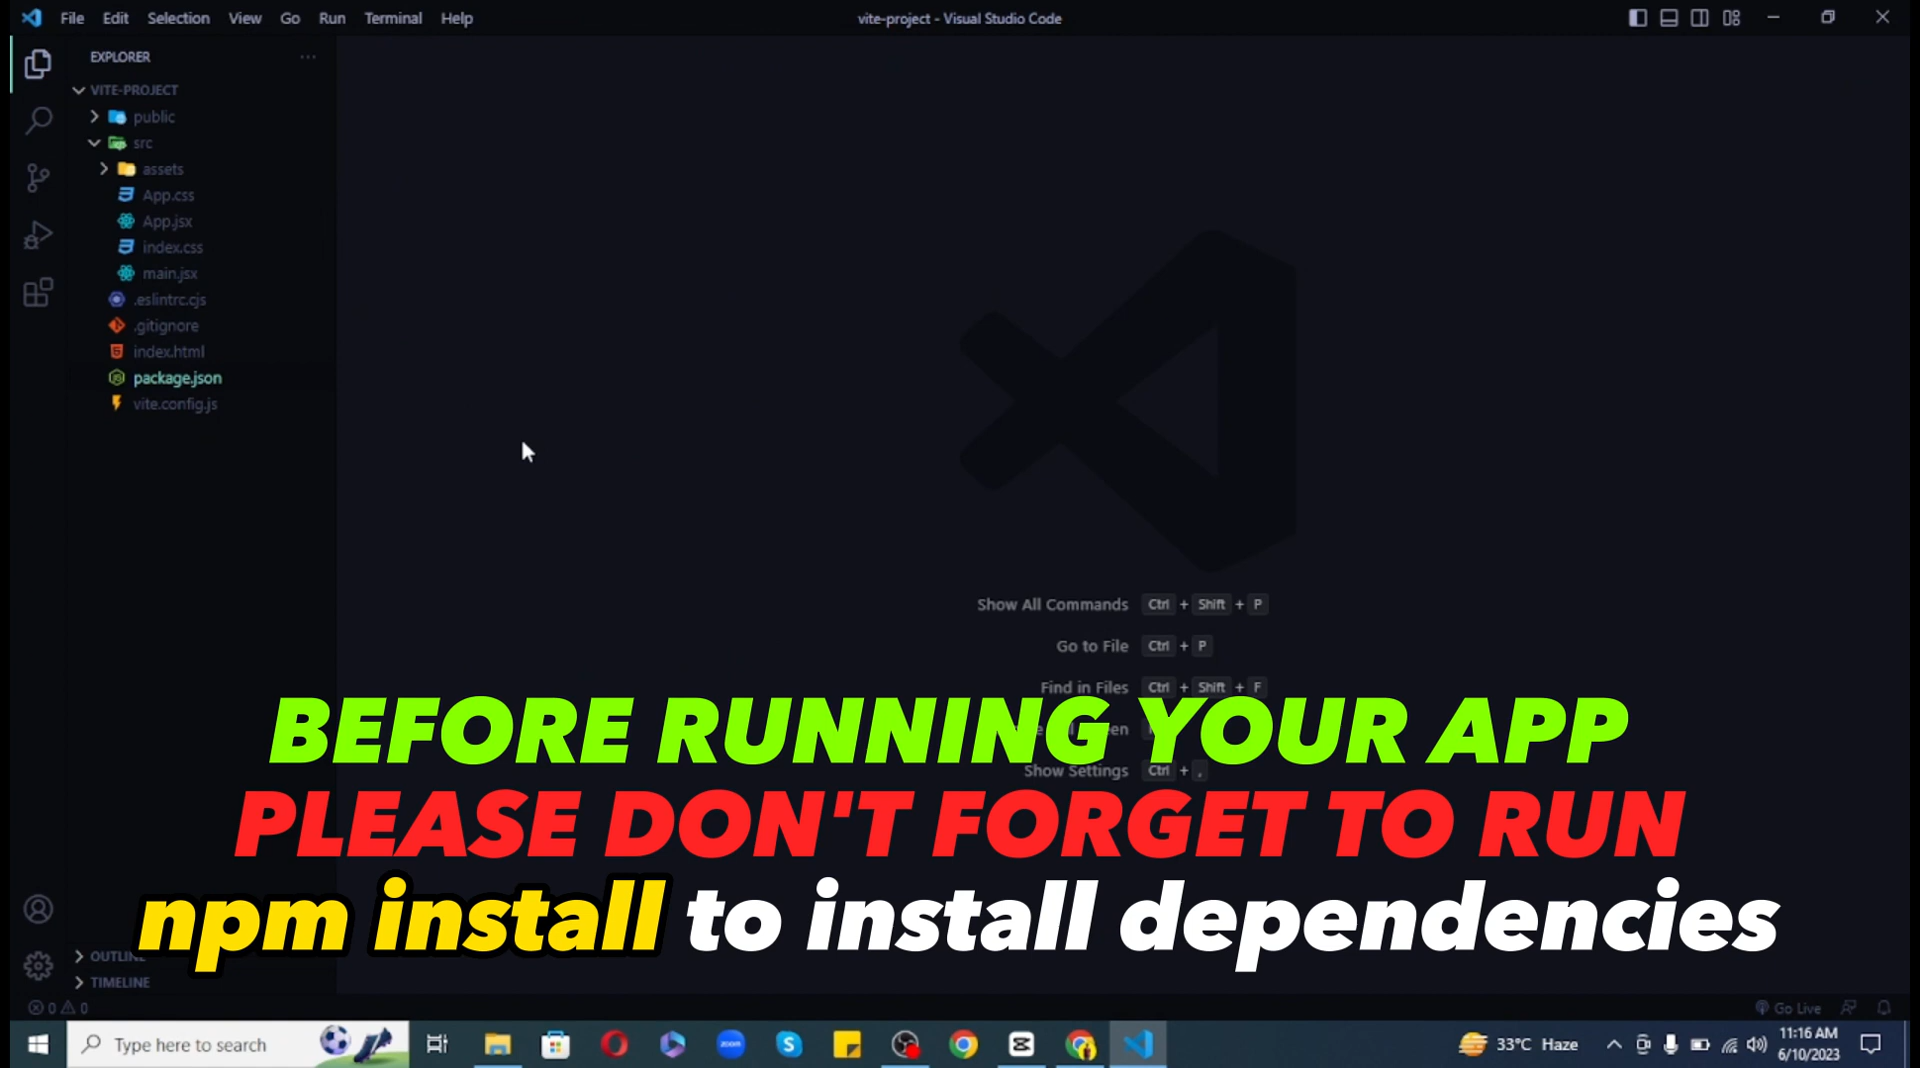 File Edit Selection View Go Run Terminal Help
vite-project - Visual Studio Code
EXPLORER
VITE-PROJECT
public
src
assets
App.css
App.jsx
index.css
main.jsx
.eslintrc.cjs
.gitignore
index.html
package.json
vite.config.js
Show All Commands Ctrl + Shift + P
Go to File Ctrl + P
Find in Files Ctrl + Shift + F
Show Settings Ctrl + ,
BEFORE RUNNING YOUR APP
PLEASE DON'T FORGET TO RUN
npm install to install dependencies
OUTLINE
TIMELINE
0 0
Go Live
Type here to search
zoom
33°C Haze
11:16 AM
6/10/2023